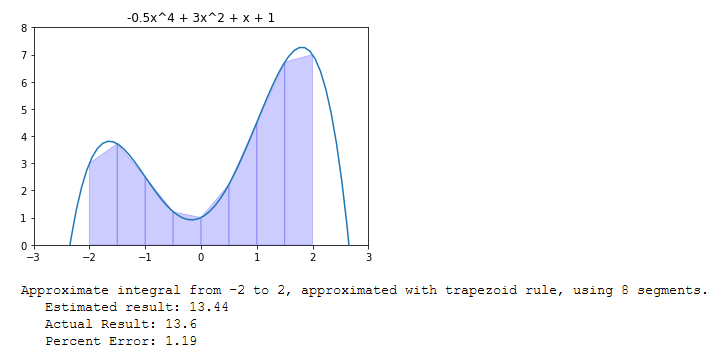 -0.5x^4 + 3x^2 + x + 1
8
7
6
5
4
3
2
1
0
−3 −2 −1 0 1 2 3
Approximate integral from -2 to 2, approximated with trapezoid rule, using 8 segments.
Estimated result: 13.44
Actual Result: 13.6
Percent Error: 1.19